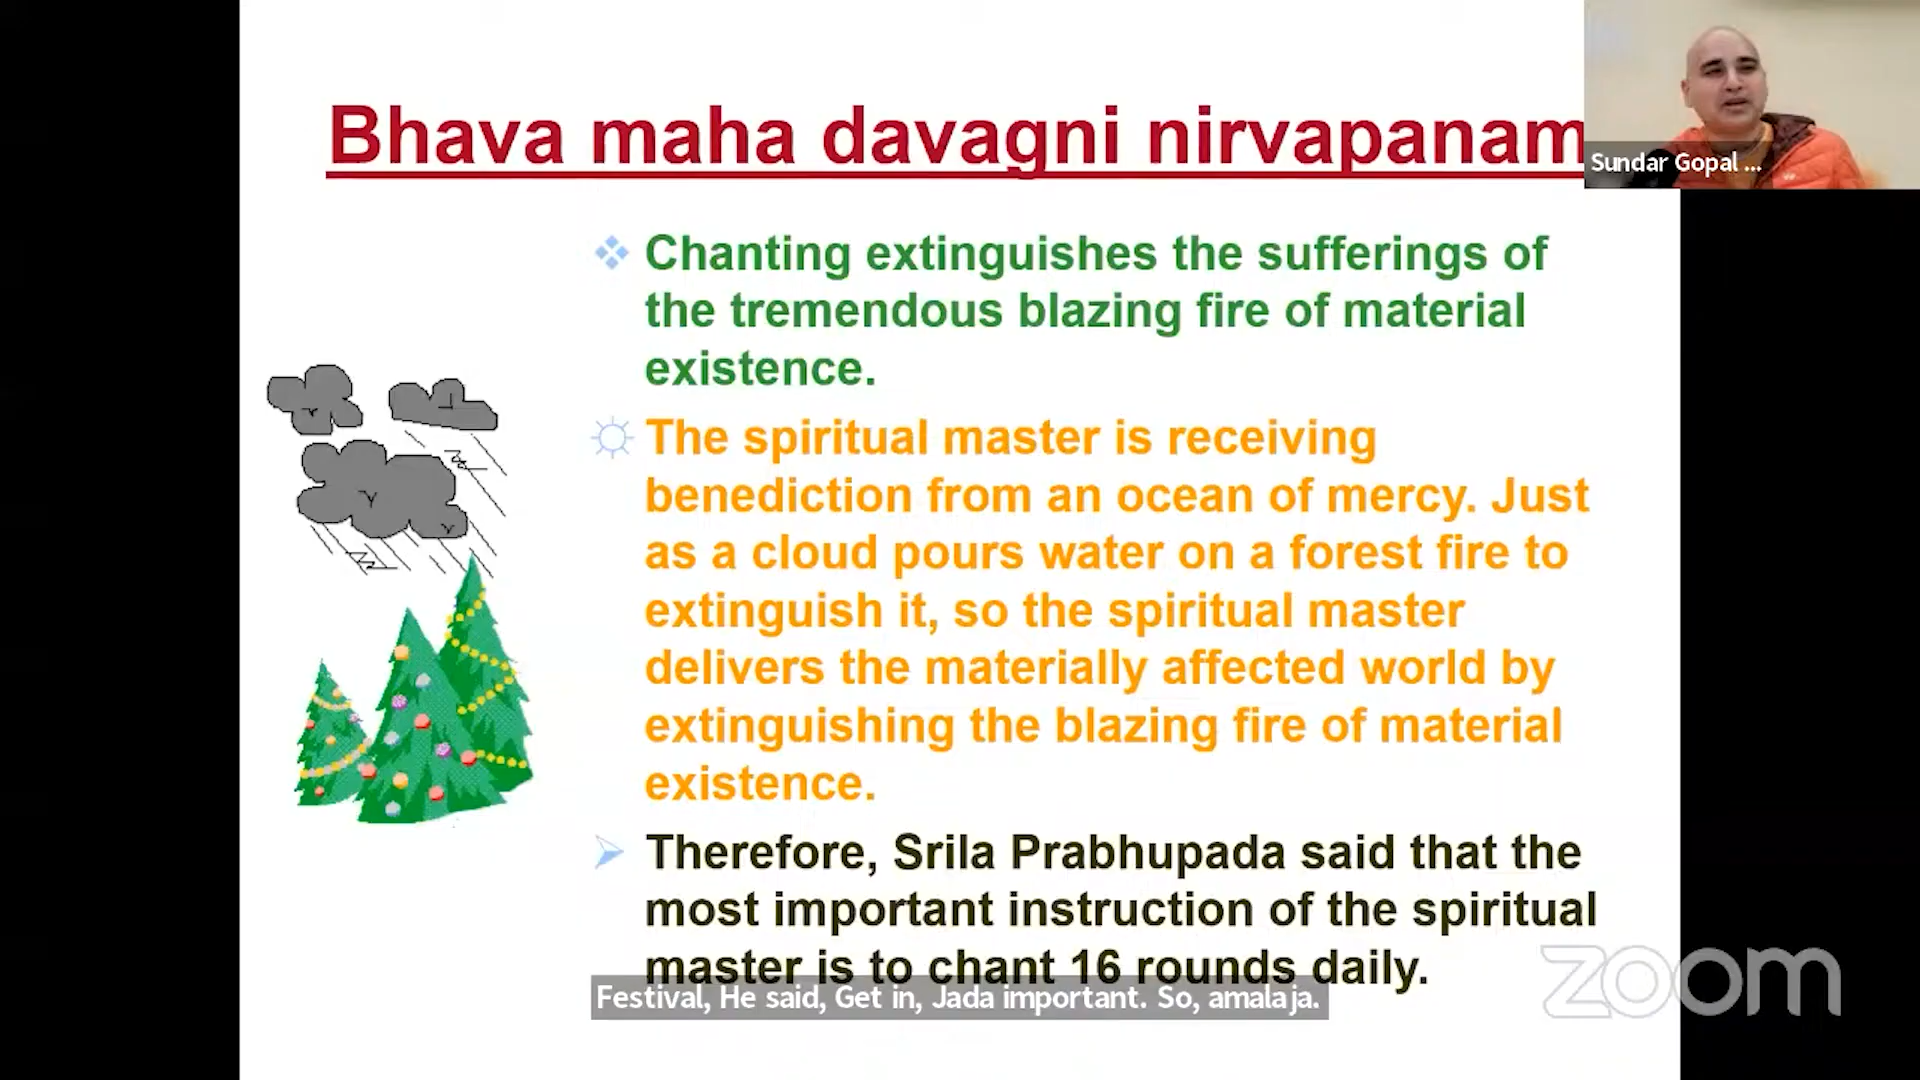 Bhava maha davagni nirvapanam
Sundar Gopal ...
Chanting extinguishes the sufferings of
the tremendous blazing fire of material
existence.
The spiritual master is receiving
benediction from an ocean of mercy. Just
as a cloud pours water on a forest fire to
extinguish it, so the spiritual master
delivers the materially affected world by
extinguishing the blazing fire of material
existence.
Therefore, Srila Prabhupada said that the
most important instruction of the spiritual
master is to chant 16 rounds daily.
Festival, He said, Get in, Jada important. So, amala ja.
zoom